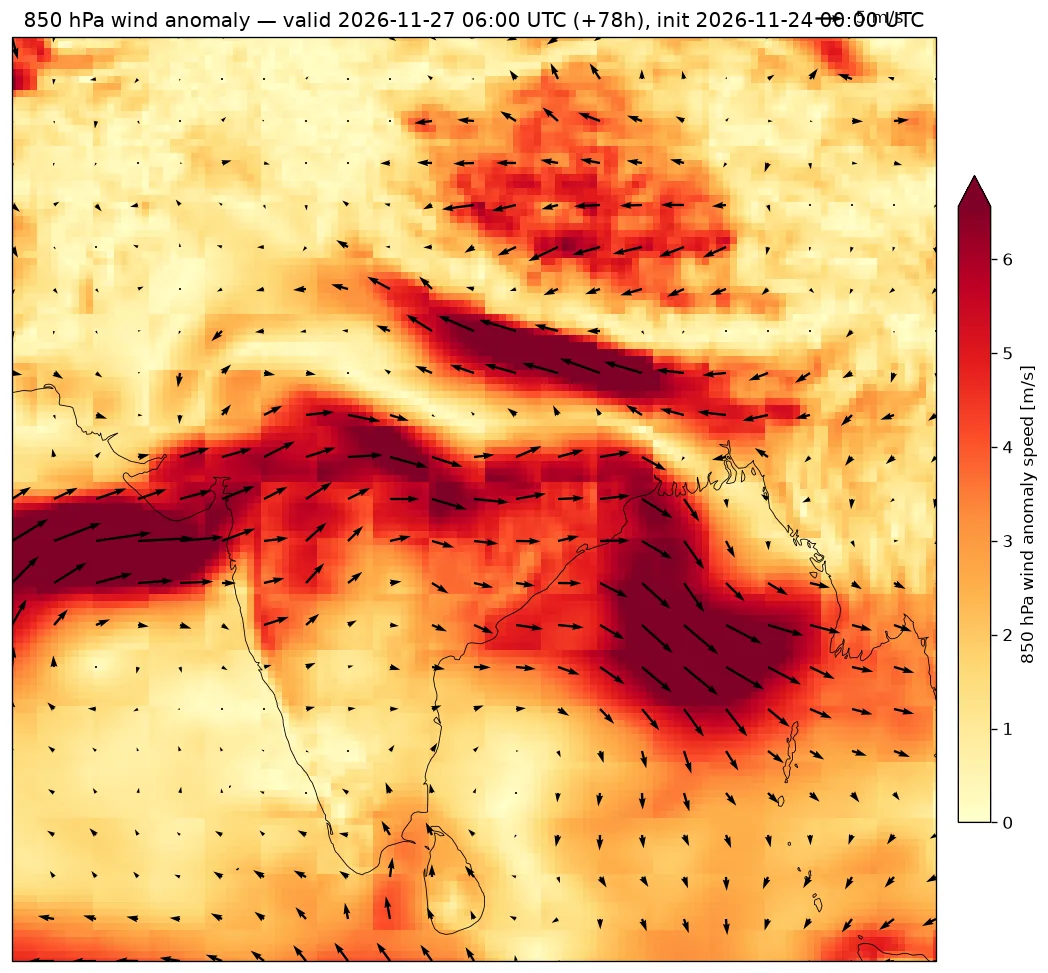 850 hPa wind anomaly — valid 2026-11-27 06:00 UTC (+78h), init 2026-11-24 00:00 UTC
5 m/s
6
5
4
3
2
1
0
850 hPa wind anomaly speed [m/s]